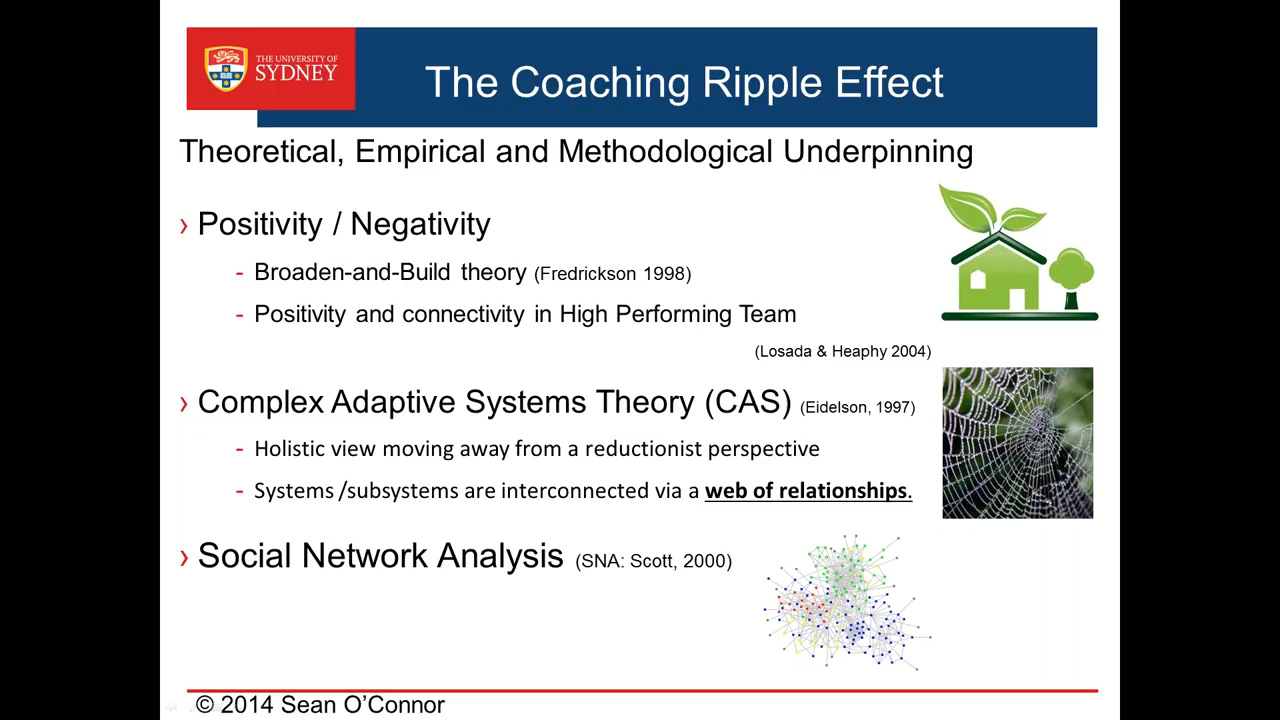 THE UNIVERSITY OF
SYDNEY
The Coaching Ripple Effect
Theoretical, Empirical and Methodological Underpinning
› Positivity / Negativity
- Broaden-and-Build theory (Fredrickson 1998)
- Positivity and connectivity in High Performing Team
(Losada & Heaphy 2004)
› Complex Adaptive Systems Theory (CAS) (Eidelson, 1997)
- Holistic view moving away from a reductionist perspective
- Systems /subsystems are interconnected via a web of relationships.
› Social Network Analysis (SNA: Scott, 2000)
© 2014 Sean O’Connor